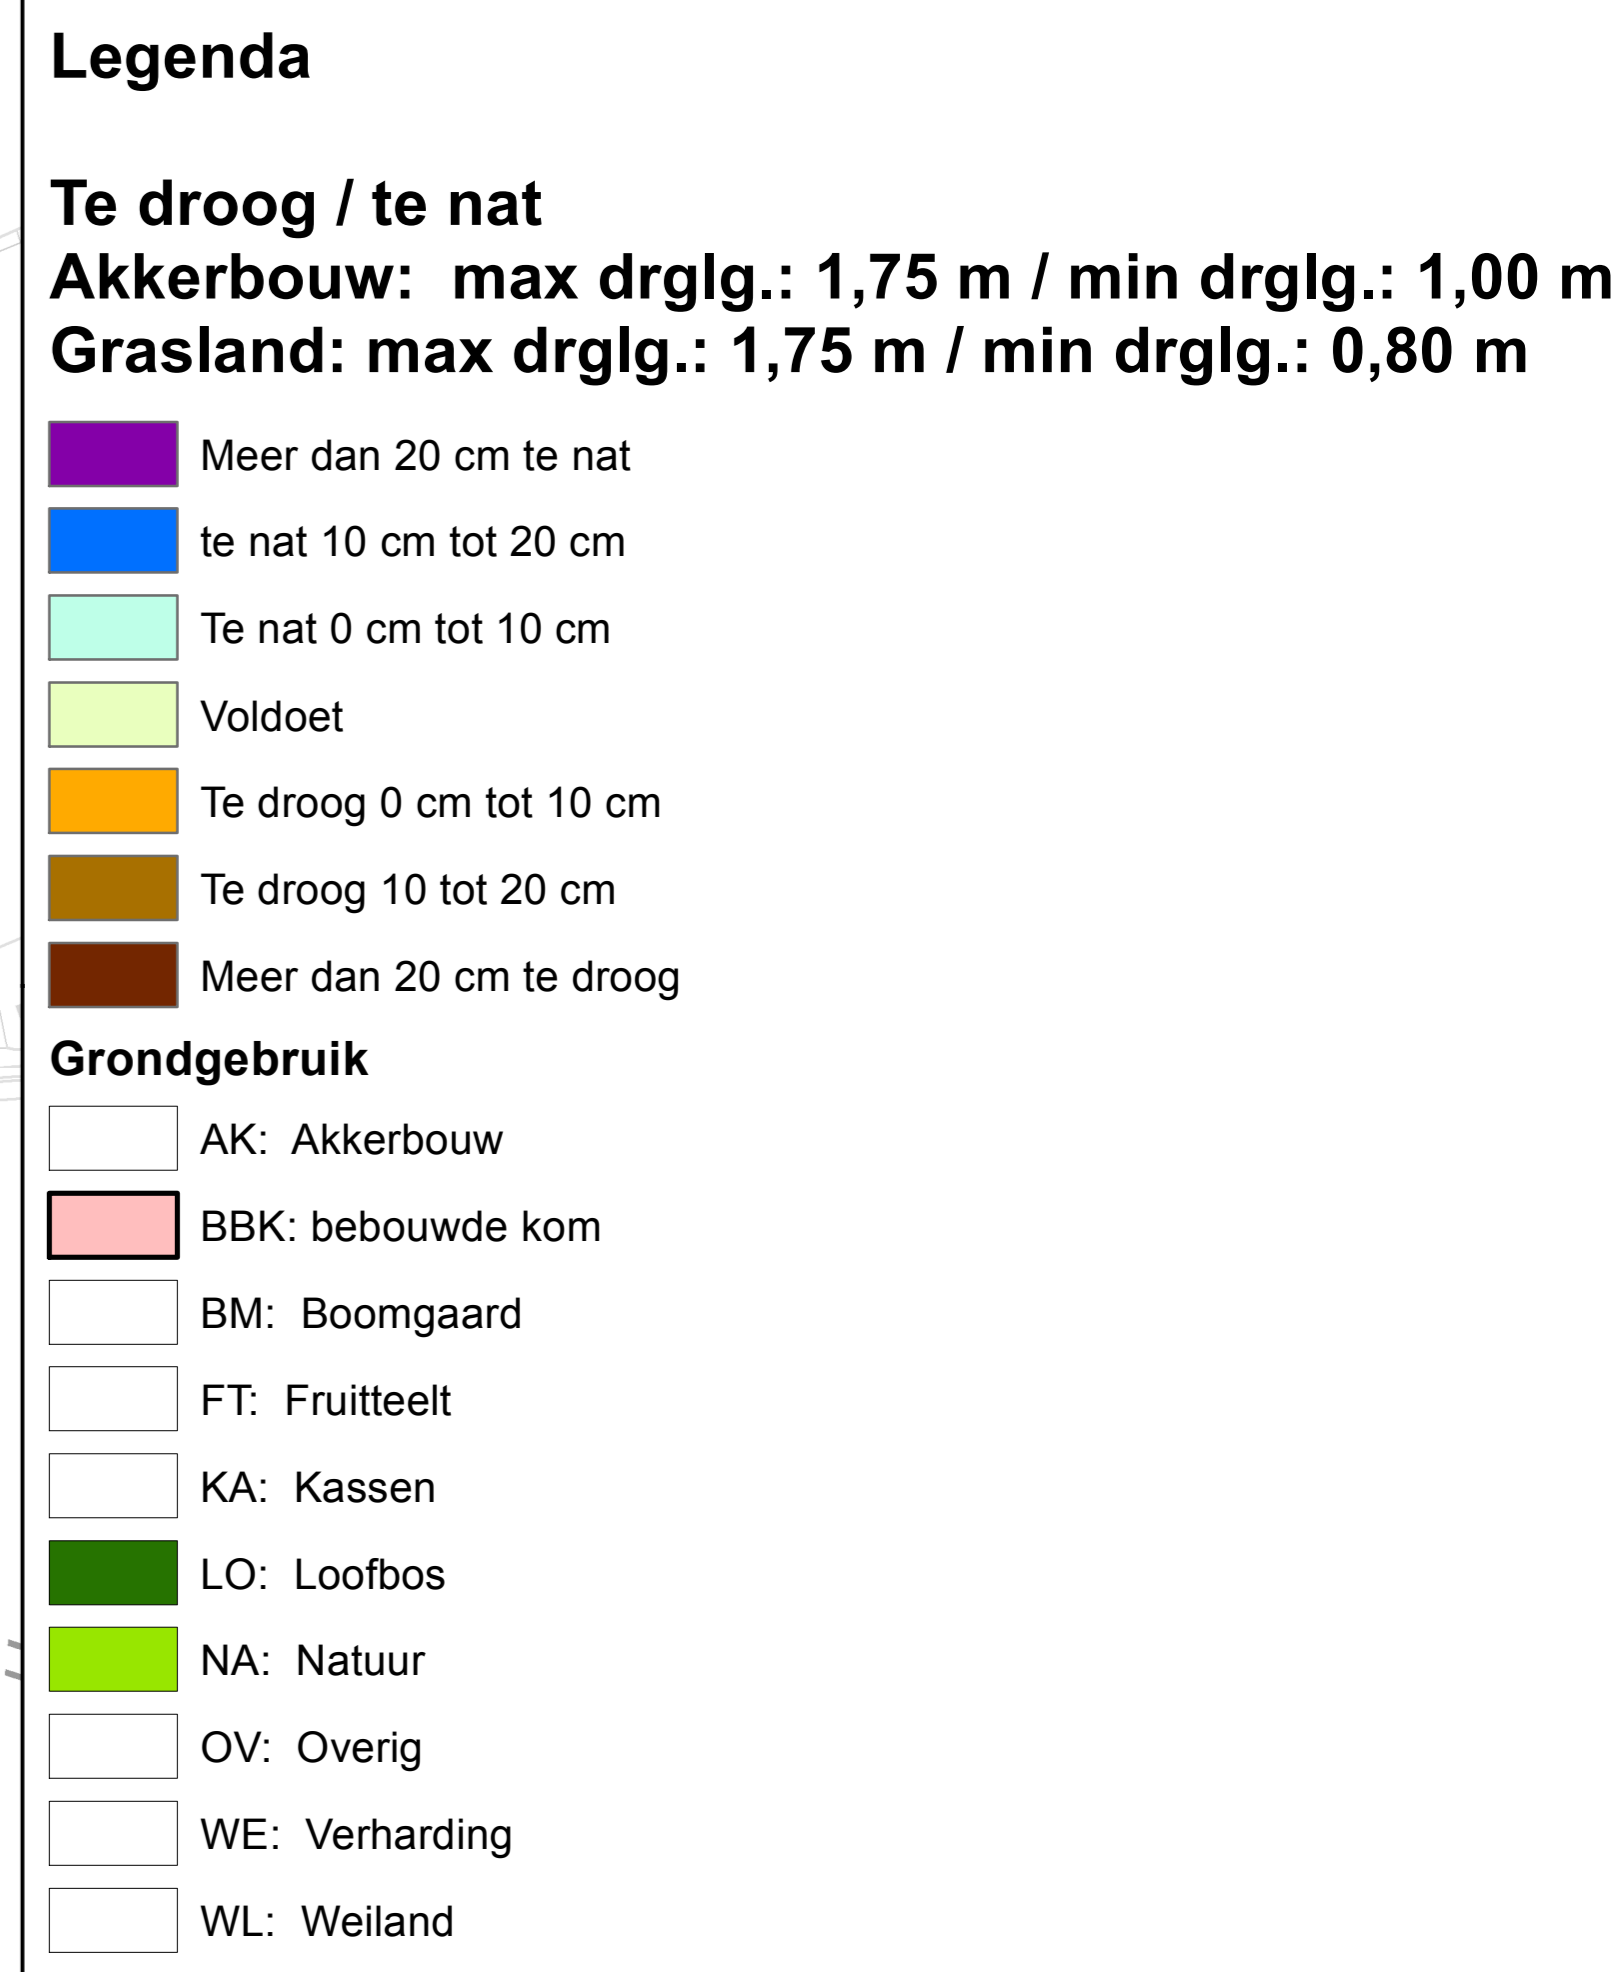 Legenda
Te droog / te nat
Akkerbouw:  max drglg.: 1,75 m / min drglg.: 1,00 m
Grasland: max drglg.: 1,75 m / min drglg.: 0,80 m
Meer dan 20 cm te nat
te nat 10 cm tot 20 cm
Te nat 0 cm tot 10 cm
Voldoet
Te droog 0 cm tot 10 cm
Te droog 10 tot 20 cm
Meer dan 20 cm te droog
Grondgebruik
AK:  Akkerbouw
BBK: bebouwde kom
BM:  Boomgaard
FT:  Fruitteelt
KA:  Kassen
LO:  Loofbos
NA:  Natuur
OV:  Overig
WE:  Verharding
WL:  Weiland